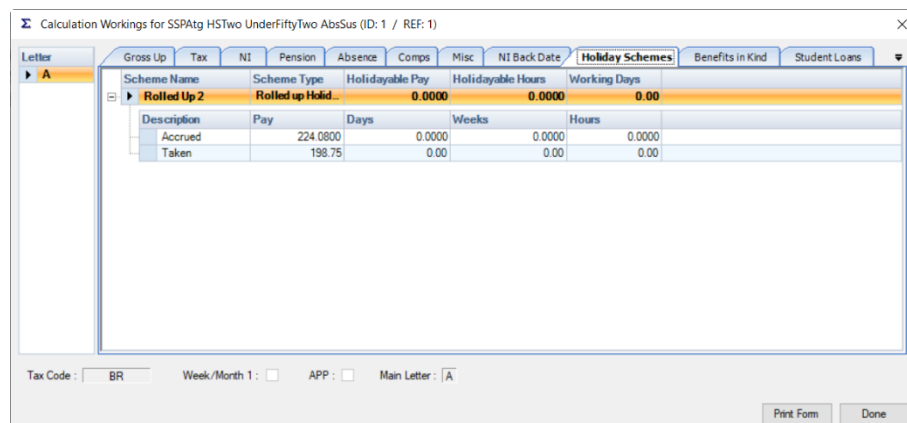 Σ Calculation Workings for SSPAtg HSTwo UnderFiftyTwo AbsSus (ID: 1 / REF: 1)
Letter
A
Gross Up Tax NI Pension Absence Comps Misc NI Back Date Holiday Schemes Benefits in Kind Student Loans
Scheme Name Scheme Type Holidayable Pay Holidayable Hours Working Days
Rolled Up 2 Rolled up Holid... 0.0000 0.0000 0.00
Description Pay Days Weeks Hours
Accrued 224.0800 0.0000 0.0000 0.0000
Taken 198.75 0.00 0.00 0.00
Tax Code : BR Week/Month 1 : APP : Main Letter : A
Print Form Done